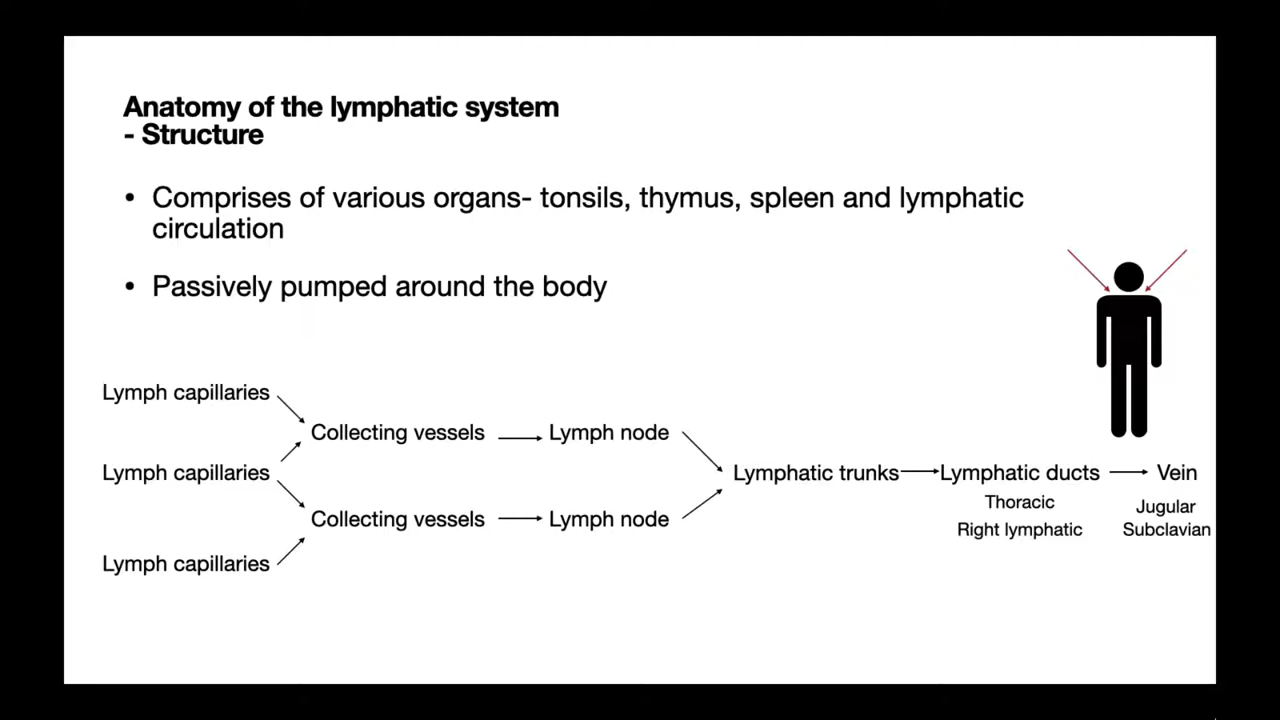 Anatomy of the lymphatic system
- Structure
• Comprises of various organs- tonsils, thymus, spleen and lymphatic
circulation
• Passively pumped around the body
Lymph capillaries
Collecting vessels
Lymph node
Lymph capillaries
Lymphatic trunks
Lymphatic ducts
Vein
Thoracic
Jugular
Right lymphatic
Subclavian
Collecting vessels
Lymph node
Lymph capillaries